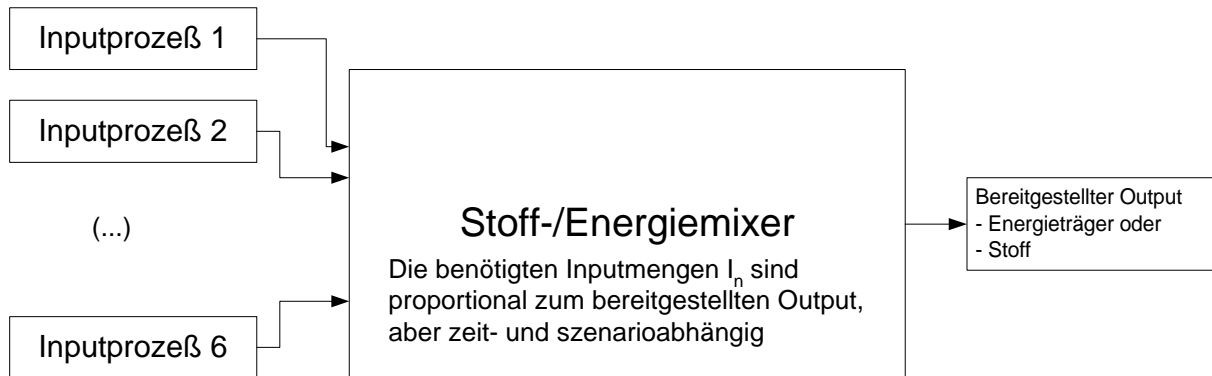 Inputprozeß 1
Inputprozeß 2
(...)
Inputprozeß 6
Stoff-/Energiemixer
Die benötigten Inputmengen Iₙ sind
proportional zum bereitgestellten Output,
aber zeit- und szenarioabhängig
Bereitgestellter Output
- Energieträger oder
- Stoff